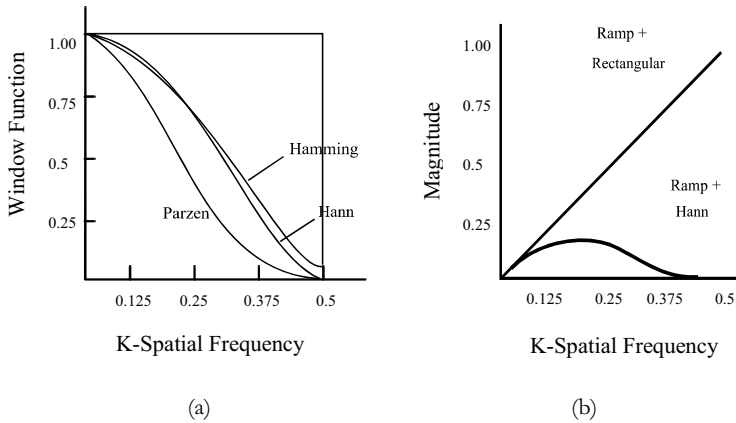 Window Function
1.00
0.75
0.5
0.25
Hamming
Hann
Parzen
0.125 0.25 0.375 0.5
K-Spatial Frequency
(a)
Magnitude
1.00
0.75
0.5
0.25
Ramp +
Rectangular
Ramp +
Hann
0.125 0.25 0.375 0.5
K-Spatial Frequency
(b)